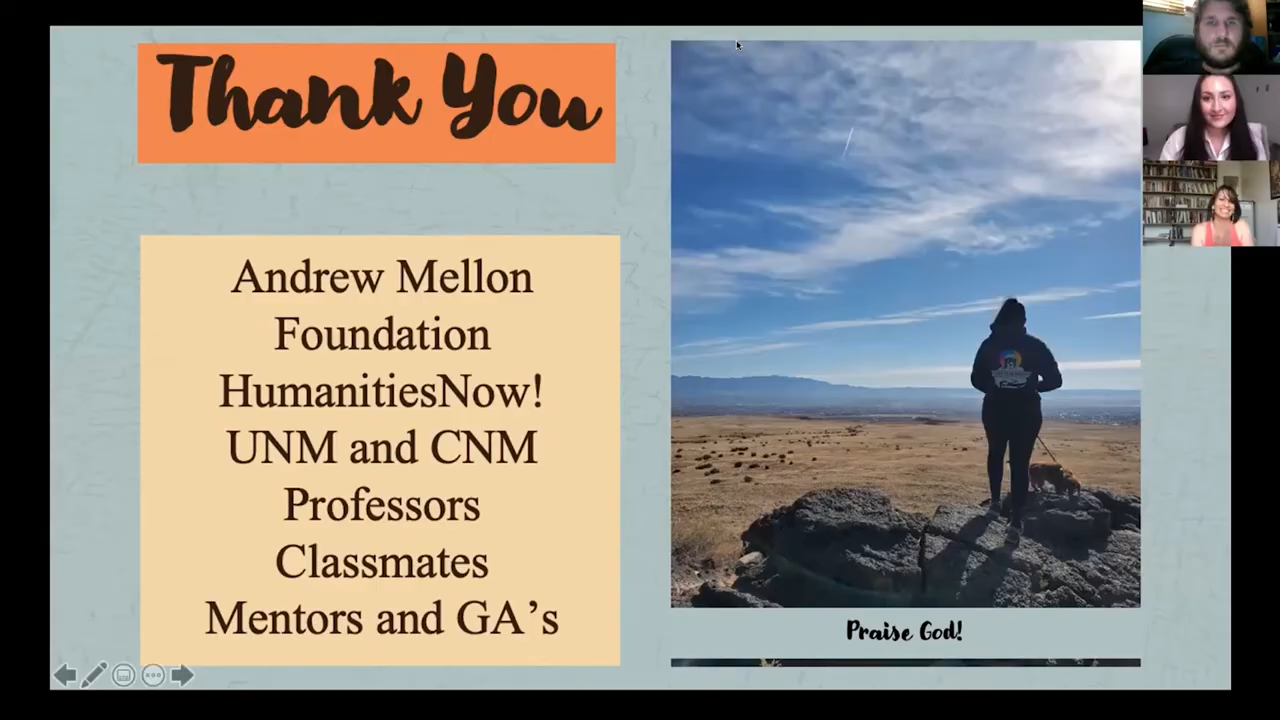 Thank You
Andrew Mellon
Foundation
HumanitiesNow!
UNM and CNM
Professors
Classmates
Mentors and GA’s
Praise God!